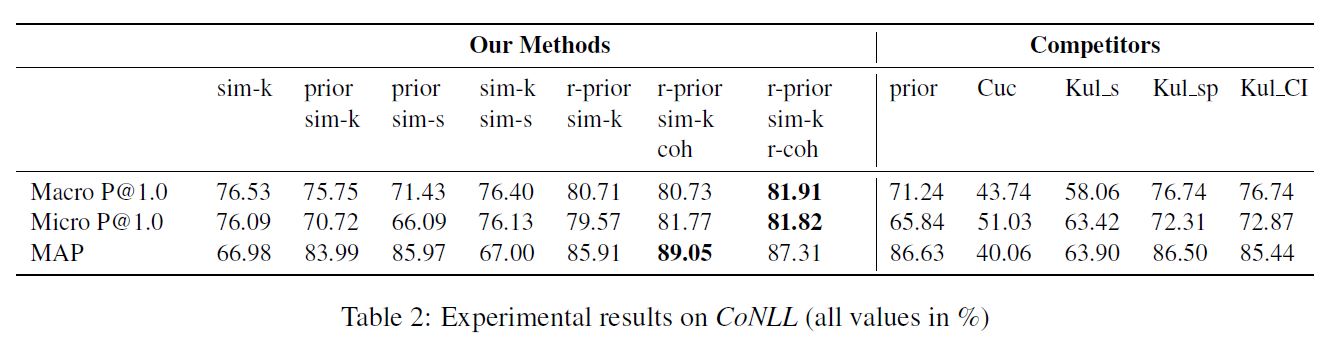 Our Methods Competitors
sim-k prior prior sim-k r-prior r-prior r-prior prior Cuc Kul_s Kul_sp Kul_CI
sim-k sim-s sim-s sim-k sim-k sim-k
coh r-coh
Macro P@1.0 76.53 75.75 71.43 76.40 80.71 80.73 81.91 71.24 43.74 58.06 76.74 76.74
Micro P@1.0 76.09 70.72 66.09 76.13 79.57 81.77 81.82 65.84 51.03 63.42 72.31 72.87
MAP 66.98 83.99 85.97 67.00 85.91 89.05 87.31 86.63 40.06 63.90 86.50 85.44
Table 2: Experimental results on CoNLL (all values in %)